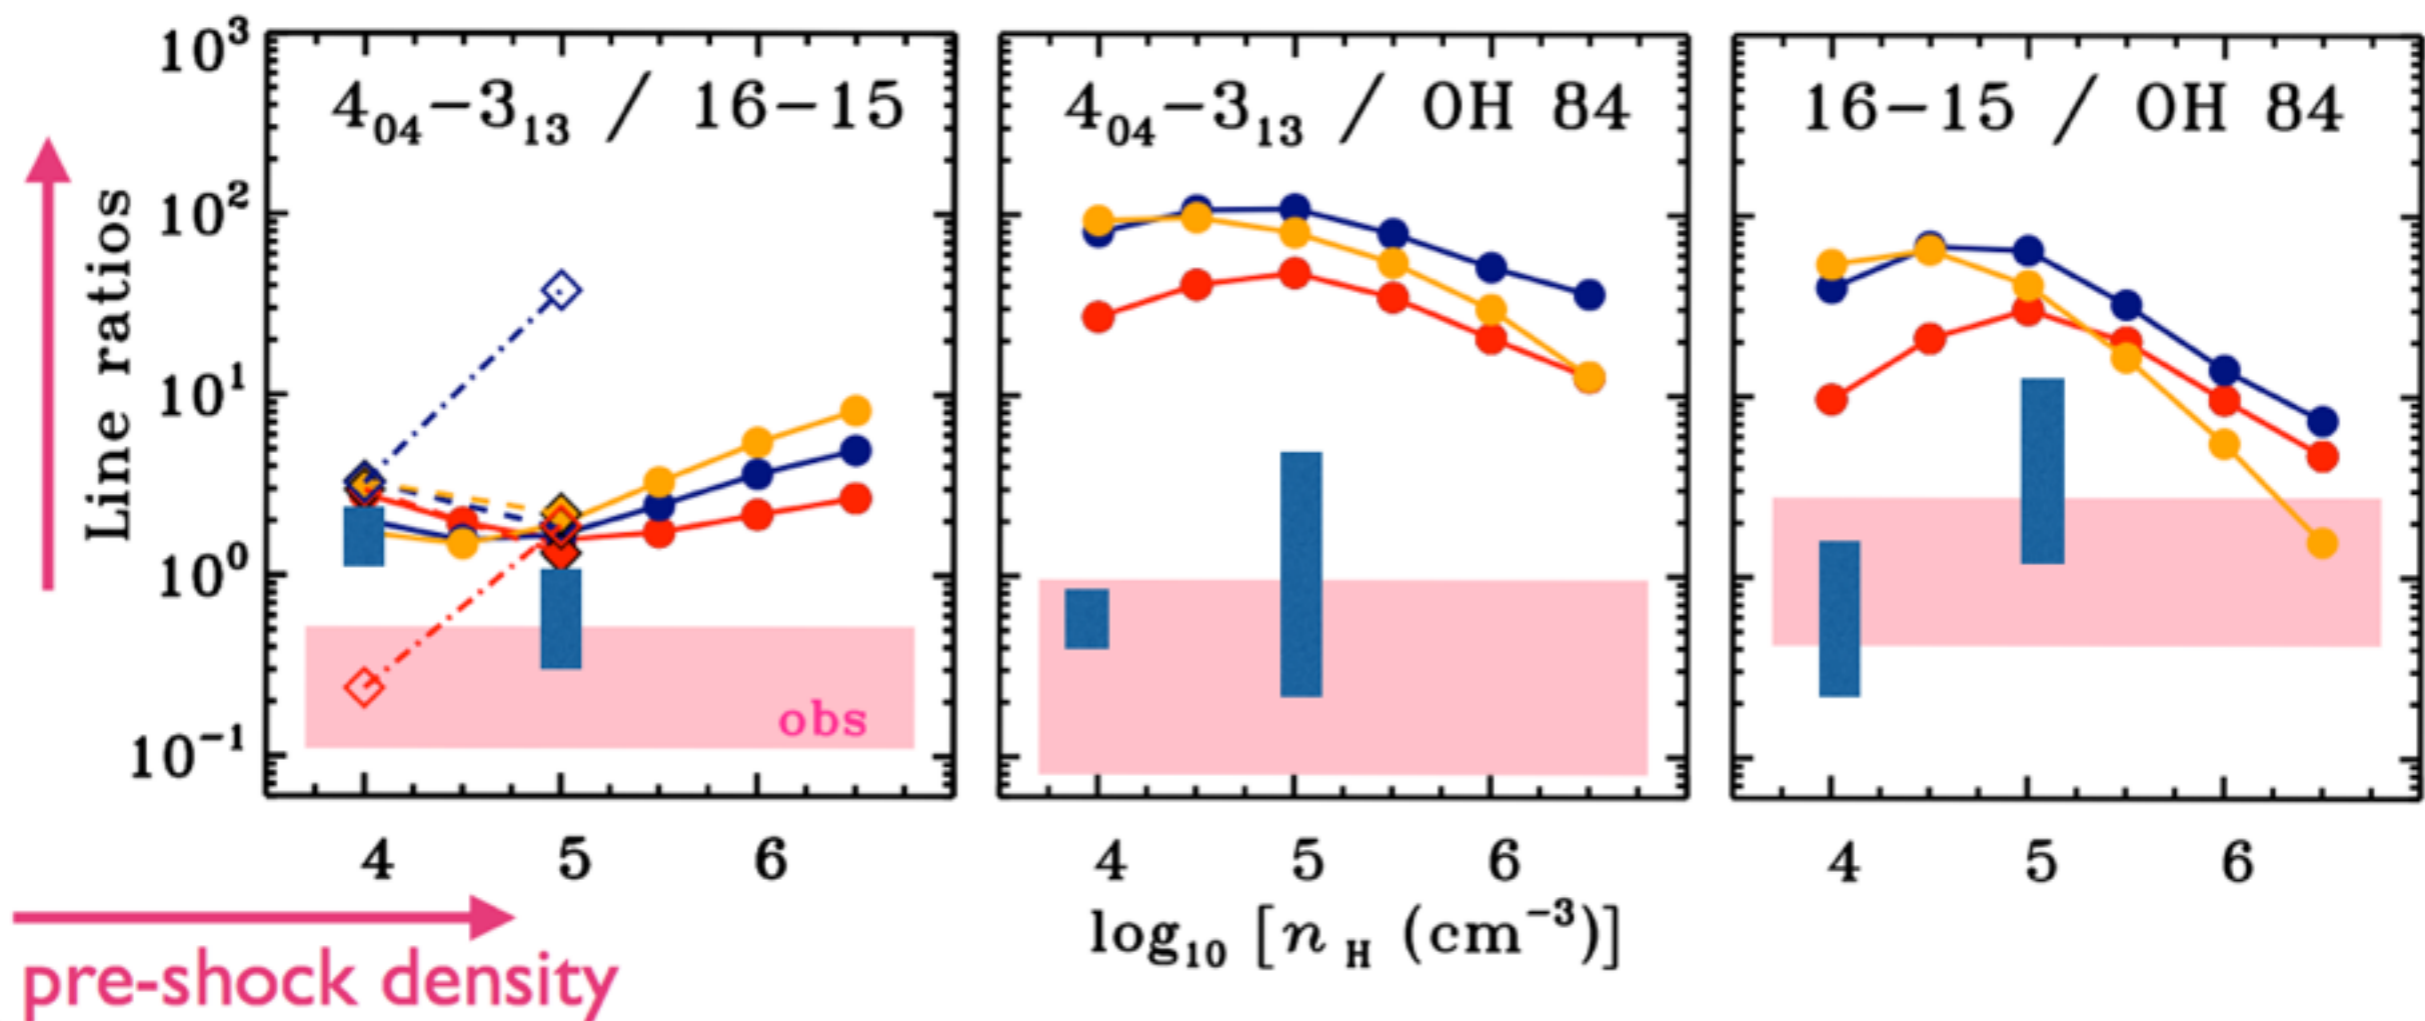 Line ratios
10³
10²
10¹
10⁰
10⁻¹
4₀₄−3₁₃ / 16−15
4₀₄−3₁₃ / OH 84
16−15 / OH 84
obs
4 5 6
4 5 6
4 5 6
log₁₀ [n_H (cm⁻³)]
pre-shock density